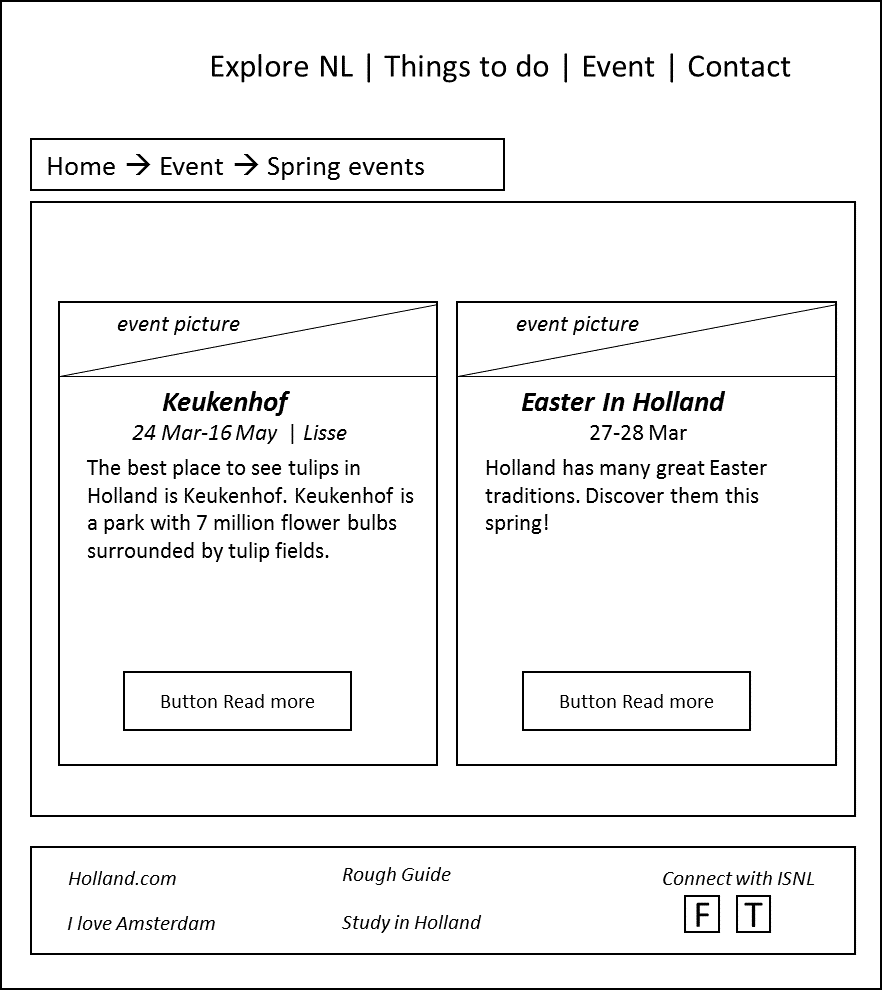 Explore NL | Things to do | Event | Contact
Home → Event → Spring events
event picture
Keukenhof
24 Mar-16 May | Lisse
The best place to see tulips in
Holland is Keukenhof. Keukenhof is
a park with 7 million flower bulbs
surrounded by tulip fields.
Button Read more
event picture
Easter In Holland
27-28 Mar
Holland has many great Easter
traditions. Discover them this
spring!
Button Read more
Holland.com
I love Amsterdam
Rough Guide
Study in Holland
Connect with ISNL
F T